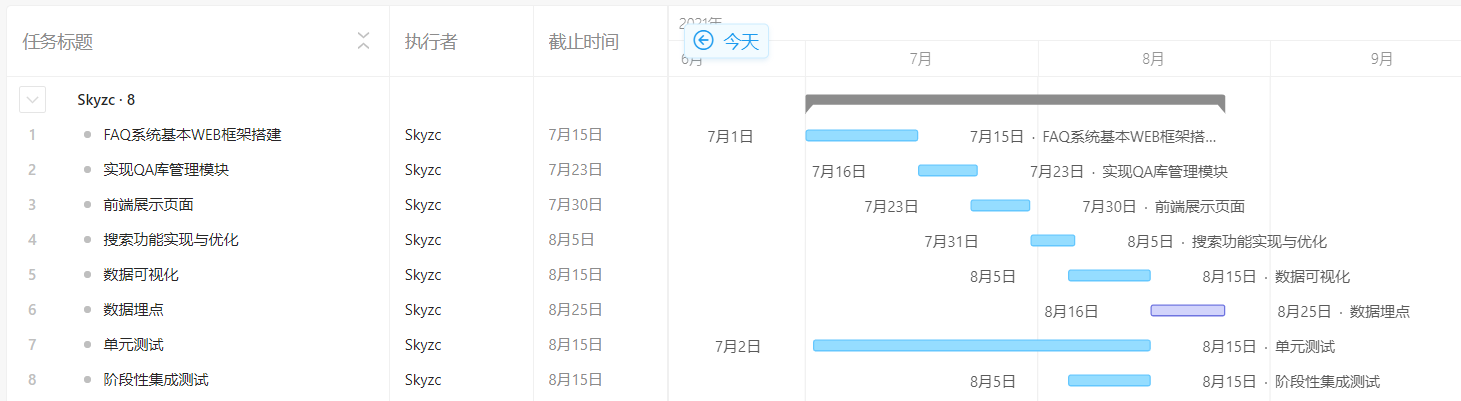 2021年
任务标题 执行者 截止时间 今天
6月 7月 8月 9月
Skyzc · 8
1 FAQ系统基本WEB框架搭建 Skyzc 7月15日 7月1日 7月15日 · FAQ系统基本WEB框架搭...
2 实现QA库管理模块 Skyzc 7月23日 7月16日 7月23日 · 实现QA库管理模块
3 前端展示页面 Skyzc 7月30日 7月23日 7月30日 · 前端展示页面
4 搜索功能实现与优化 Skyzc 8月5日 7月31日 8月5日 · 搜索功能实现与优化
5 数据可视化 Skyzc 8月15日 8月5日 8月15日 · 数据可视化
6 数据埋点 Skyzc 8月25日 8月16日 8月25日 · 数据埋点
7 单元测试 Skyzc 8月15日 7月2日 8月15日 · 单元测试
8 阶段性集成测试 Skyzc 8月15日 8月5日 8月15日 · 阶段性集成测试